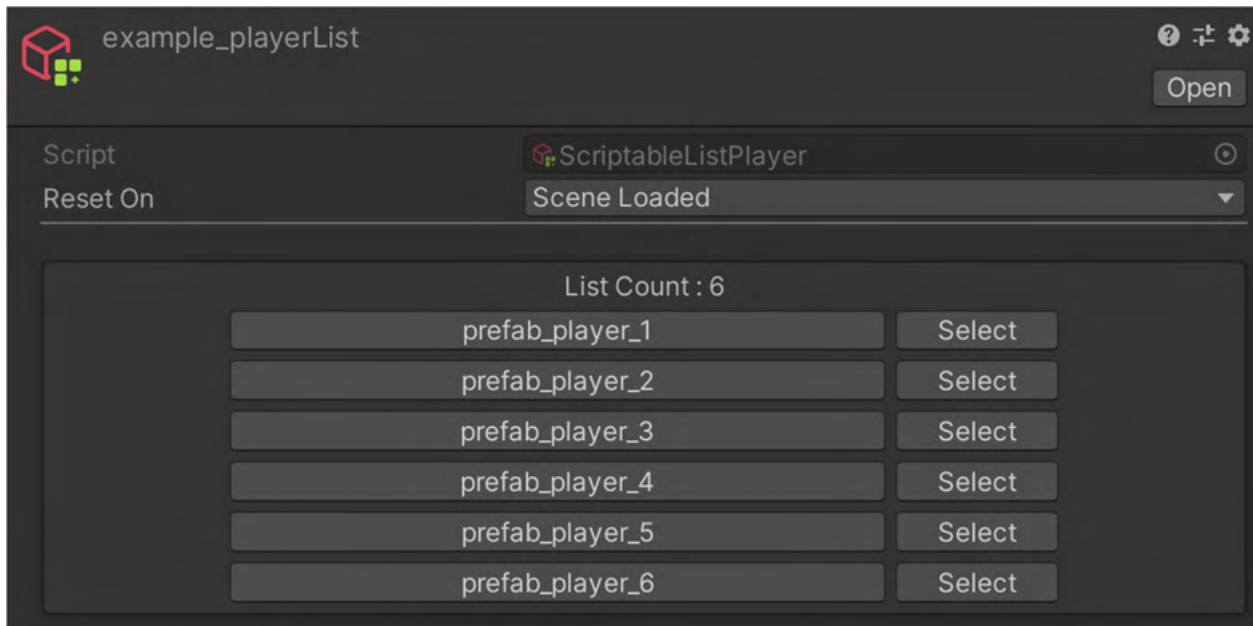 example_playerList
Open
Script ScriptableListPlayer
Reset On Scene Loaded
List Count : 6
prefab_player_1 Select
prefab_player_2 Select
prefab_player_3 Select
prefab_player_4 Select
prefab_player_5 Select
prefab_player_6 Select